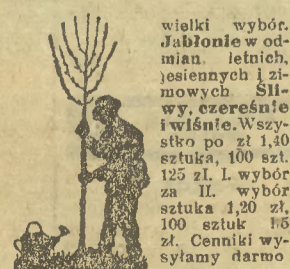 wielki wybór.
Jabłonie w od-
mian. letnich,
jesiennych i zi-
mowych Śli-
wy, czereśnie
i wiśnie. Wszy-
stko po zł 1,40
sztuka, 100 szt.
125 zł. I. wybór
za II. wybór
sztuka 1,20 zł,
100 sztuk
zł. Cenniki wy-
syłamy darmo